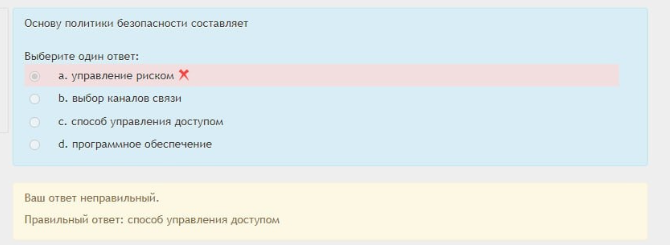 Основу политики безопасности составляет
Выберите один ответ:
a. управление риском
b. выбор каналов связи
c. способ управления доступом
d. программное обеспечение
Ваш ответ неправильный.
Правильный ответ: способ управления доступом